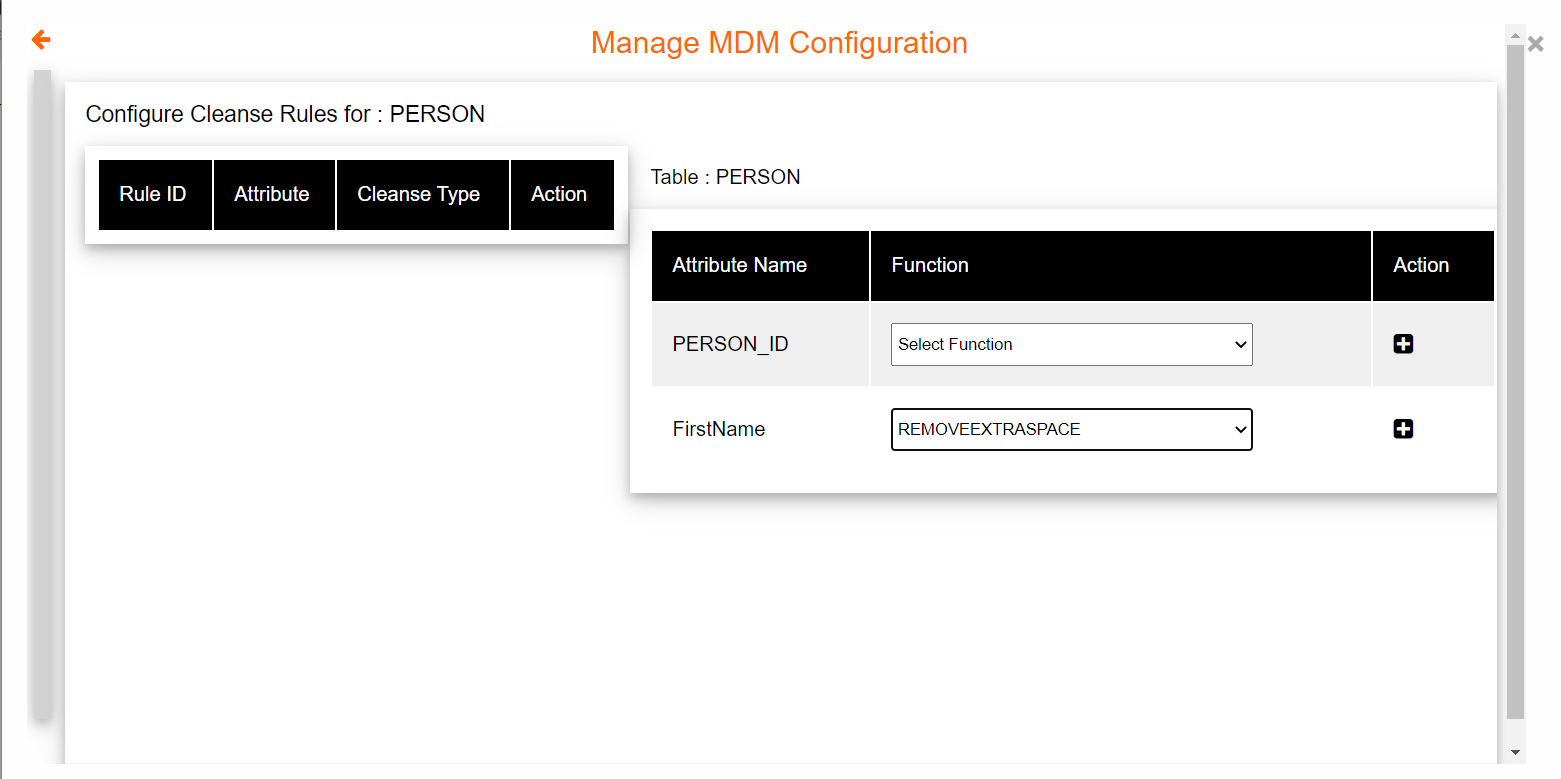 Manage MDM Configuration
Configure Cleanse Rules for : PERSON
Rule ID Attribute Cleanse Type Action
Table : PERSON
Attribute Name Function Action
PERSON_ID Select Function
FirstName REMOVEEXTRASPACE